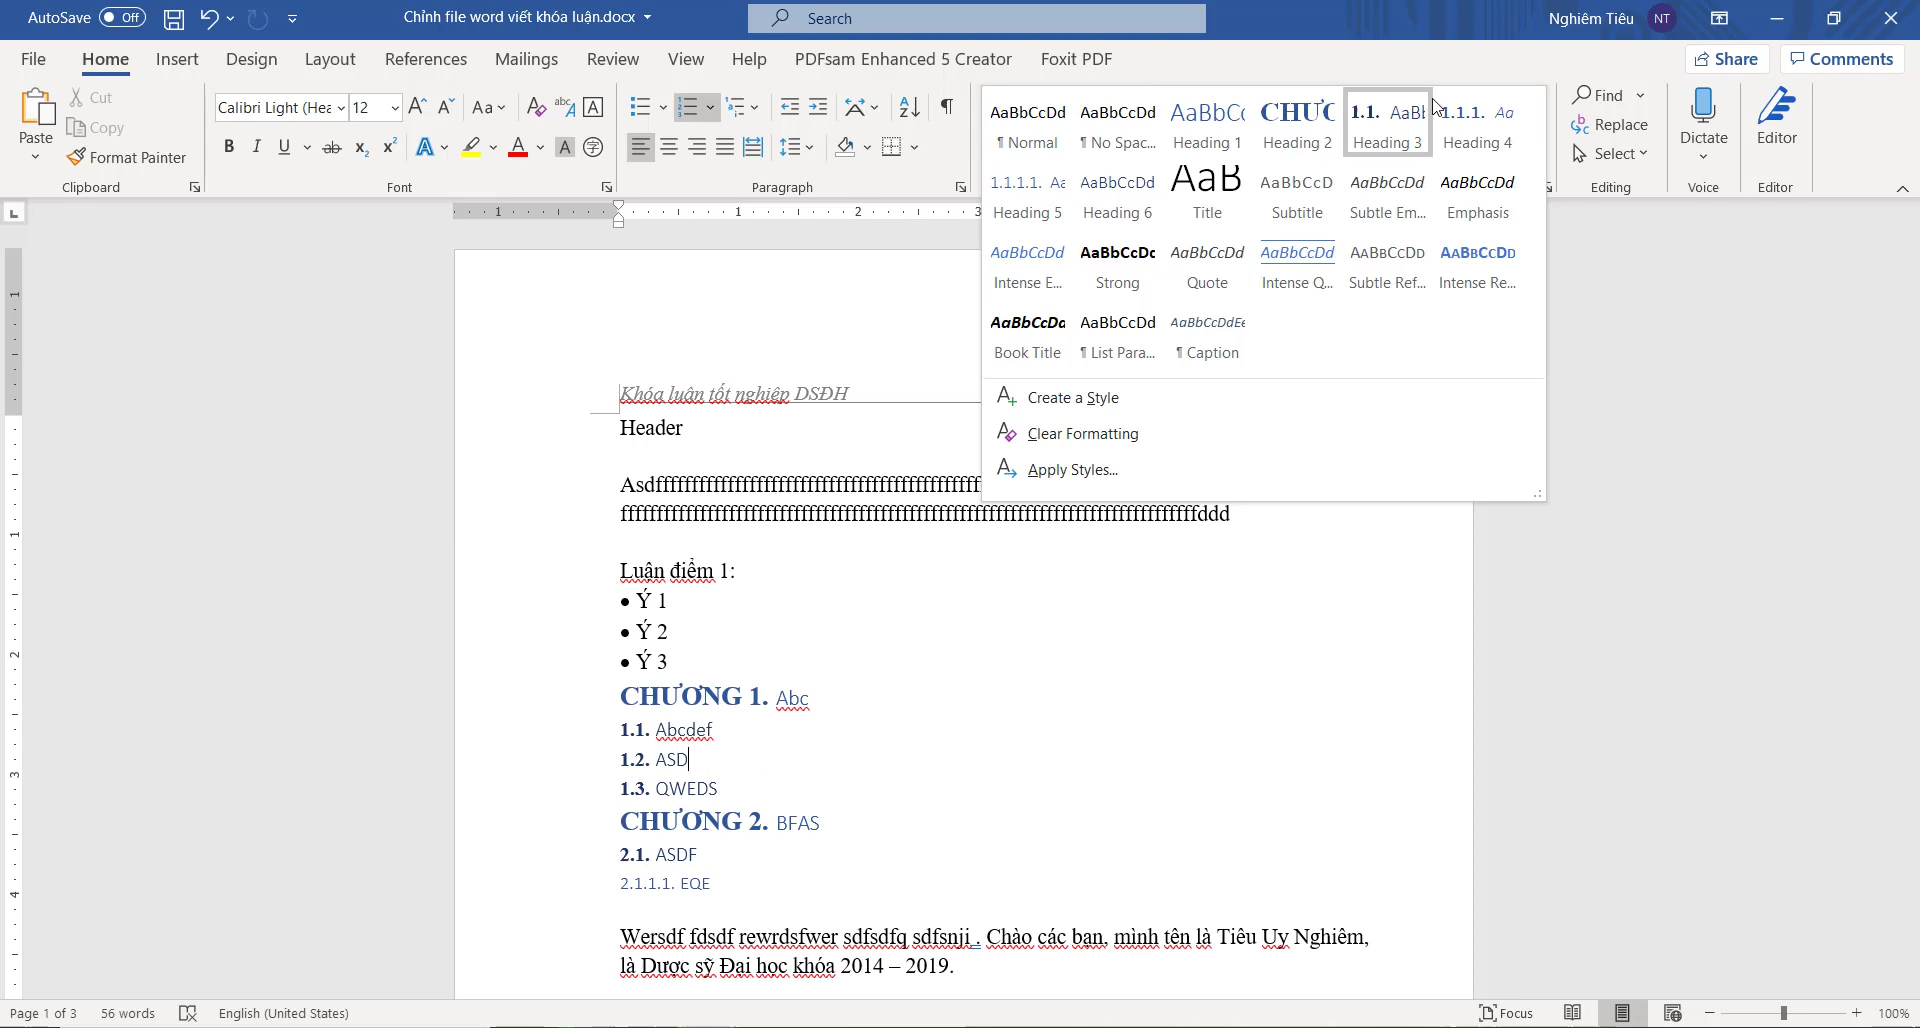 AutoSave Off Chỉnh file word viết khóa luận.docx Search Nghiêm Tiêu NT
File Home Insert Design Layout References Mailings Review View Help PDFsam Enhanced 5 Creator Foxit PDF Share Comments
Paste Cut
Copy
Format Painter
Clipboard
Calibri Light (Hea 12 Aa
B I U ab x₂ x² A A A
Font
Paragraph
AaBbCcDd AaBbCcDd AaBbCc CHƯƠ 1.1. AaBb 1.1.1. Aa
¶ Normal ¶ No Spac... Heading 1 Heading 2 Heading 3 Heading 4
1.1.1.1. Aa AaBbCcDd AaB AaBbCcD AaBbCcDd AaBbCcDd
Heading 5 Heading 6 Title Subtitle Subtle Em... Emphasis
AaBbCcDd AaBbCcDd AaBbCcDd AaBbCcDd AaBbCcDd AaBbCcDd
Intense E... Strong Quote Intense Q... Subtle Ref... Intense Re...
AaBbCcDd AaBbCcDd AaBbCcDdEe
Book Title ¶ List Para... ¶ Caption
Create a Style
Clear Formatting
Apply Styles...
Find
Replace
Select
Editing
Dictate
Voice
Editor
Editor
Khóa luận tốt nghiệp DSĐH
Header
Luận điểm 1:
• Ý 1
• Ý 2
• Ý 3
CHƯƠNG 1. Abc
1.1. Abcdef
1.2. ASD
1.3. QWEDS
CHƯƠNG 2. BFAS
2.1. ASDF
2.1.1.1. EQE
Wersdf fdsdf rewrdsfwer sdfsdfq sdfsnji . Chào các bạn, mình tên là Tiêu Uy Nghiêm,
là Dược sỹ Đại học khóa 2014 – 2019.
Page 1 of 3 56 words English (United States) Focus 100%